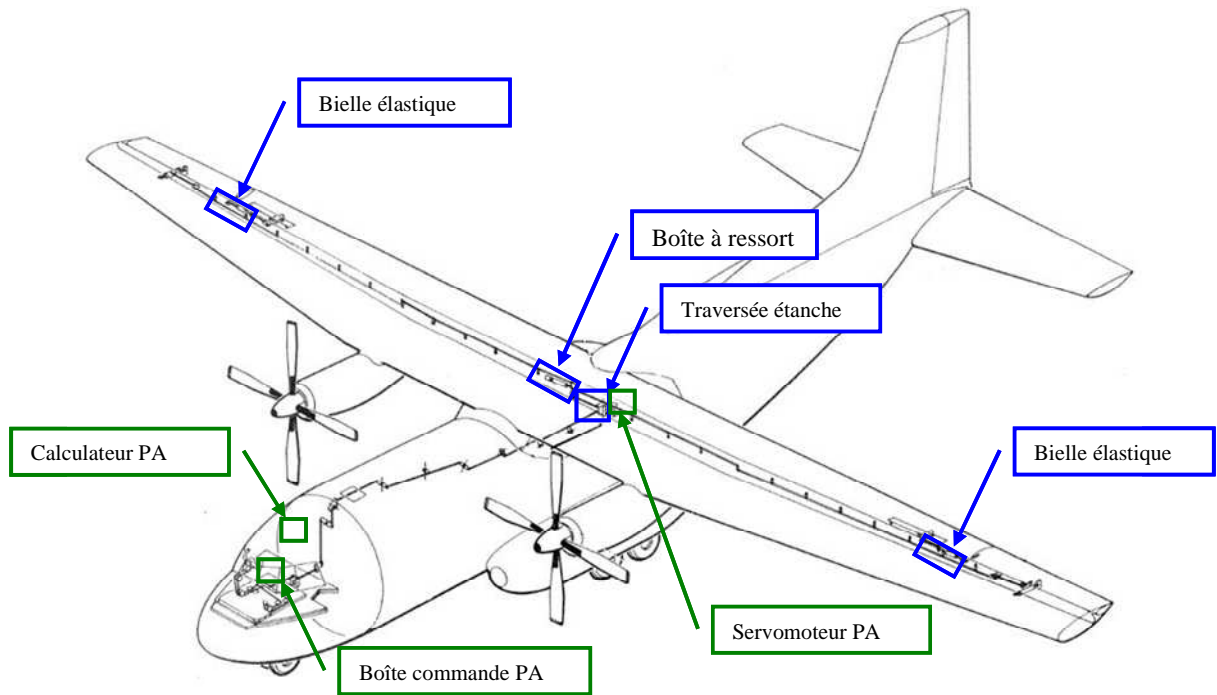 Bielle élastique
Boîte à ressort
Traversée étanche
Calculateur PA
Bielle élastique
Servomoteur PA
Boîte commande PA